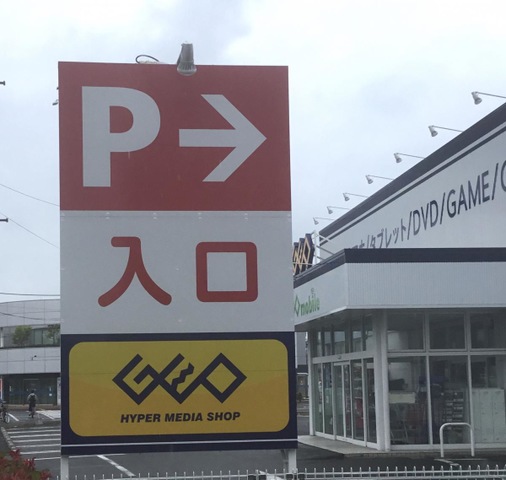 P→
入口
GEO
HYPER MEDIA SHOP
タブレット/DVD/GAME/
mobile